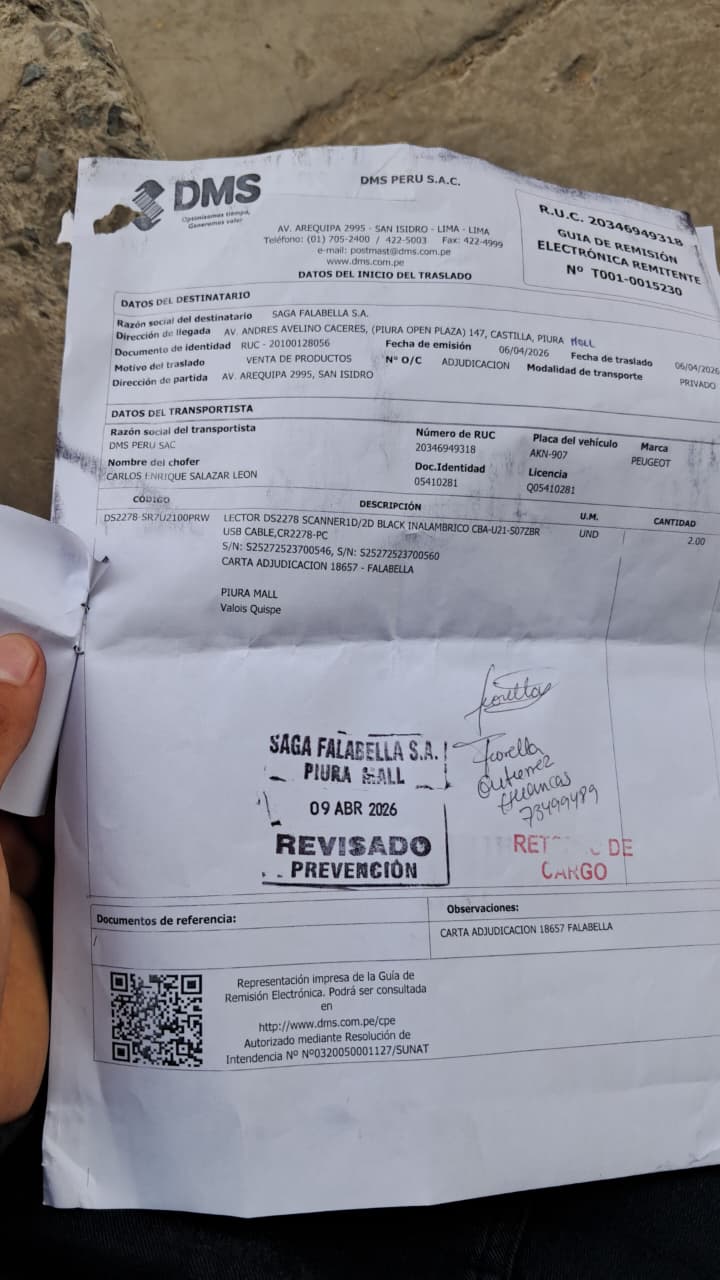 DMS
Optimizamos tiempo,
Generamos valor
DMS PERU S.A.C.
AV. AREQUIPA 2995 - SAN ISIDRO - LIMA - LIMA
Teléfono: (01) 705-2400 / 422-5003 Fax: 422-4999
e-mail: postmast@dms.com.pe
www.dms.com.pe
R.U.C. 20346949318
GUIA DE REMISIÓN
ELECTRÓNICA REMITENTE
Nº T001-0015230
DATOS DEL INICIO DEL TRASLADO
DATOS DEL DESTINATARIO
Razón social del destinatario SAGA FALABELLA S.A.
Dirección de llegada AV. ANDRES AVELINO CACERES, (PIURA OPEN PLAZA) 147, CASTILLA, PIURA MALL
Documento de identidad RUC - 20100128056 Fecha de emisión 06/04/2026 Fecha de traslado 06/04/2026
Motivo del traslado VENTA DE PRODUCTOS Nº O/C ADJUDICACION Modalidad de transporte PRIVADO
Dirección de partida AV. AREQUIPA 2995, SAN ISIDRO
DATOS DEL TRANSPORTISTA
Razón social del transportista Número de RUC Placa del vehículo Marca
DMS PERU SAC 20346949318 AKN-907 PEUGEOT
Nombre del chofer Doc.Identidad Licencia
CARLOS ENRIQUE SALAZAR LEON 05410281 Q05410281
CÓDIGO DESCRIPCIÓN U.M. CANTIDAD
DS2278-SR7U2100PRW LECTOR DS2278 SCANNER1D/2D BLACK INALAMBRICO CBA-U21-S07ZBR UND 2.00
USB CABLE,CR2278-PC
S/N: S25272523700546, S/N: S25272523700560
CARTA ADJUDICACION 18657 - FALABELLA
PIURA MALL
Valois Quispe
Fiorella
SAGA FALABELLA S.A.
PIURA MALL
09 ABR 2026
REVISADO
PREVENCIÓN
Fiorella
Gutierrez
Huancas
73499489
DE
CARGO
Documentos de referencia:
/
Observaciones:
CARTA ADJUDICACION 18657 FALABELLA
Representación impresa de la Guía de
Remisión Electrónica. Podrá ser consultada
en
http://www.dms.com.pe/cpe
Autorizado mediante Resolución de
Intendencia Nº Nº0320050001127/SUNAT